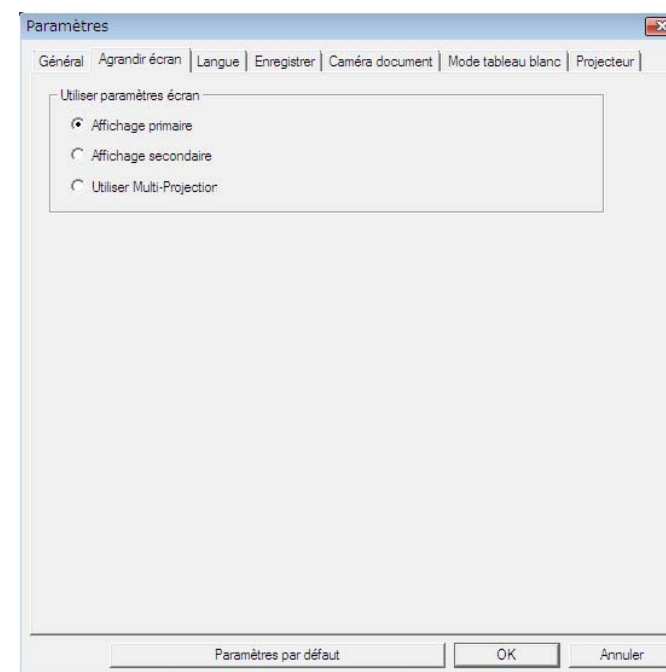 Paramètres
Général Agrandir écran Langue Enregistrer Caméra document Mode tableau blanc Projecteur
Utiliser paramètres écran
Affichage primaire
Affichage secondaire
Utiliser Multi-Projection
Paramètres par défaut OK Annuler